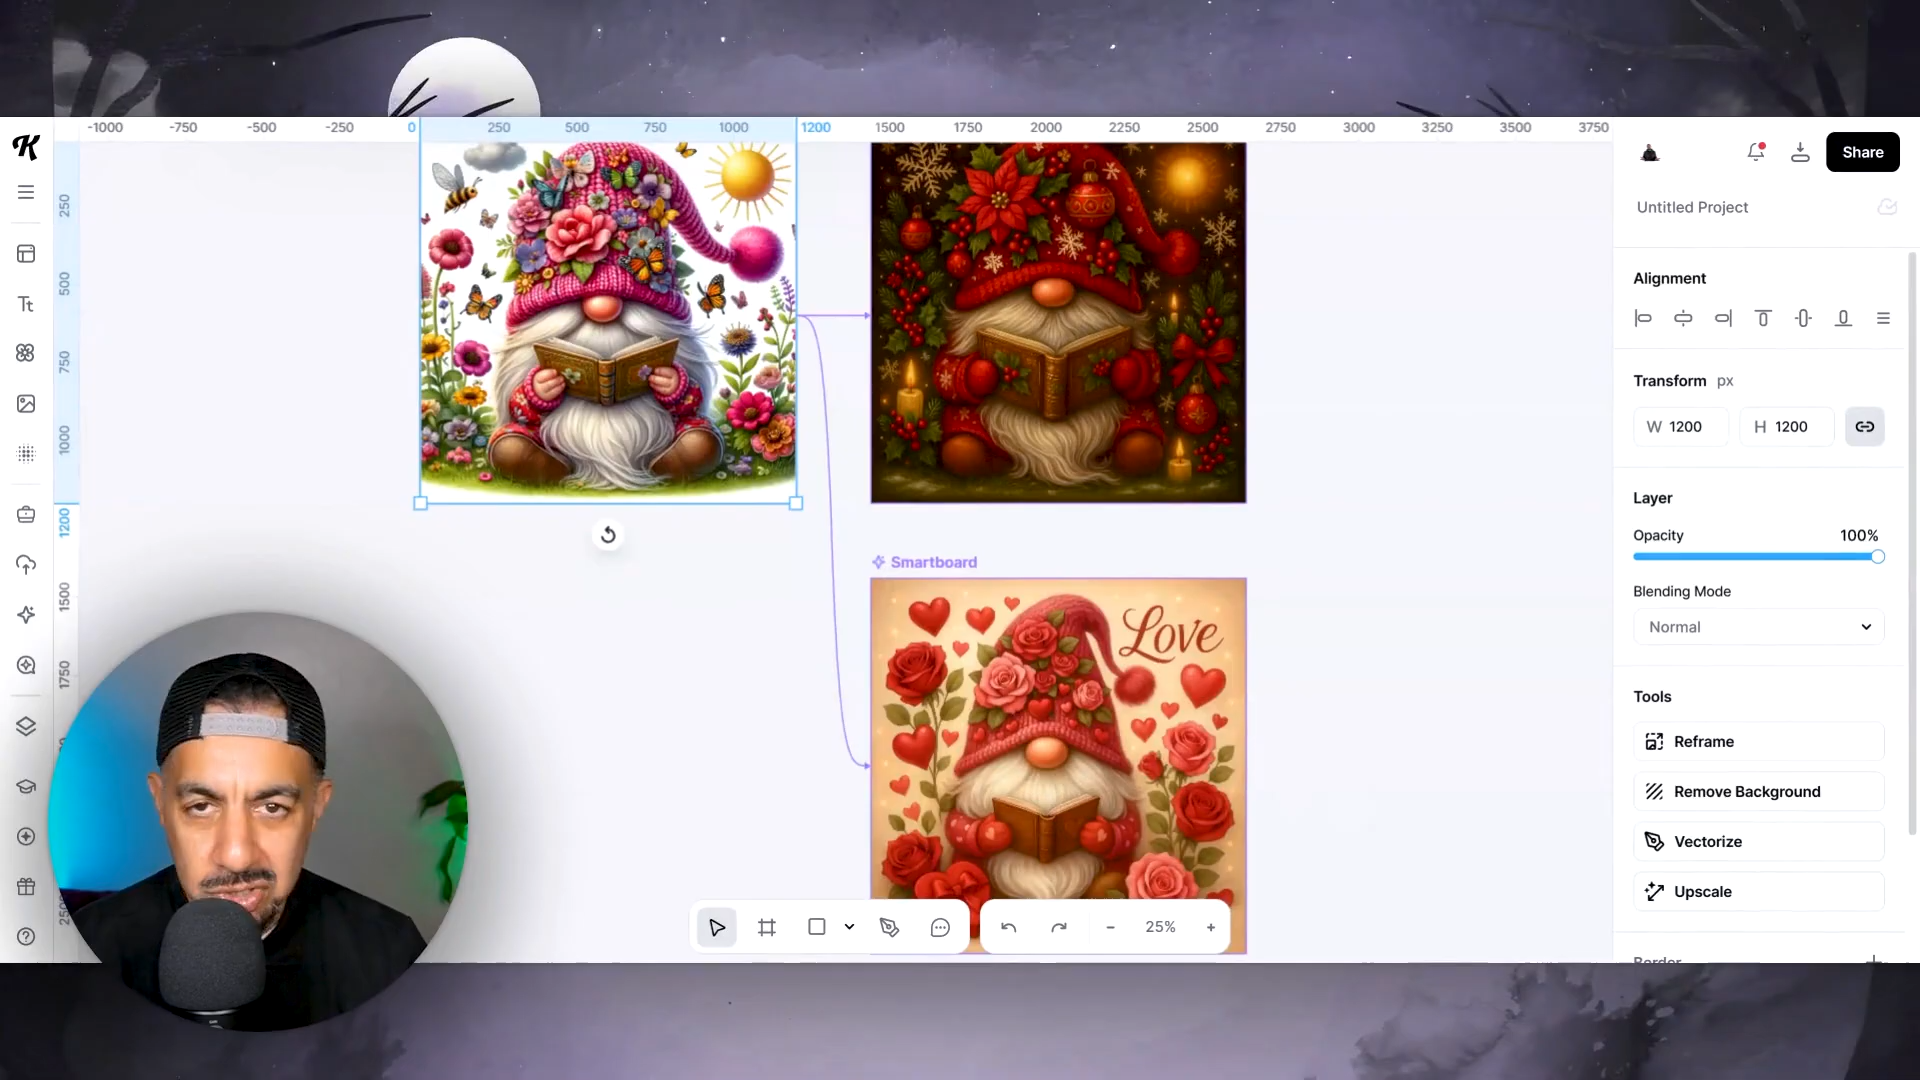 -1000 -750 -500 -250 0 250 500 750 1000 1200 1500 1750 2000 2250 2500 2750 3000 3250 3500 3750
K
Share
Untitled Project
250
500
750
1000
1200
1500
1750
Alignment
Transform px
W 1200 H 1200
Layer
Opacity 100%
Blending Mode
Normal
Tools
Reframe
Remove Background
Vectorize
Upscale
Border
Tt
Smartboard
Love
25%